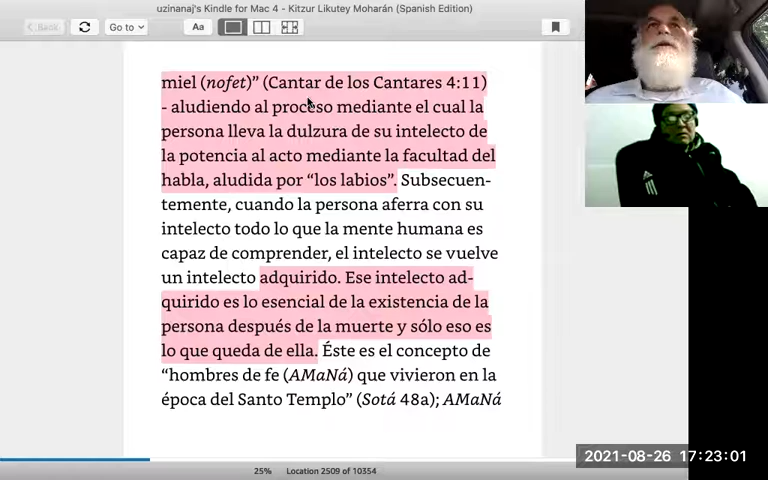 uzinanaj's Kindle for Mac 4 - Kitzur Likutey Moharán (Spanish Edition)
Back
Go to
Aa
miel (nofet)” (Cantar de los Cantares 4:11)
- aludiendo al proceso mediante el cual la
persona lleva la dulzura de su intelecto de
la potencia al acto mediante la facultad del
habla, aludida por “los labios”. Subsecuen-
temente, cuando la persona aferra con su
intelecto todo lo que la mente humana es
capaz de comprender, el intelecto se vuelve
un intelecto adquirido. Ese intelecto ad-
quirido es lo esencial de la existencia de la
persona después de la muerte y sólo eso es
lo que queda de ella. Éste es el concepto de
“hombres de fe (AMaNá) que vivieron en la
época del Santo Templo” (Sotá 48a); AMaNá
25%
Location 2509 of 10354
2021-08-26 17:23:01